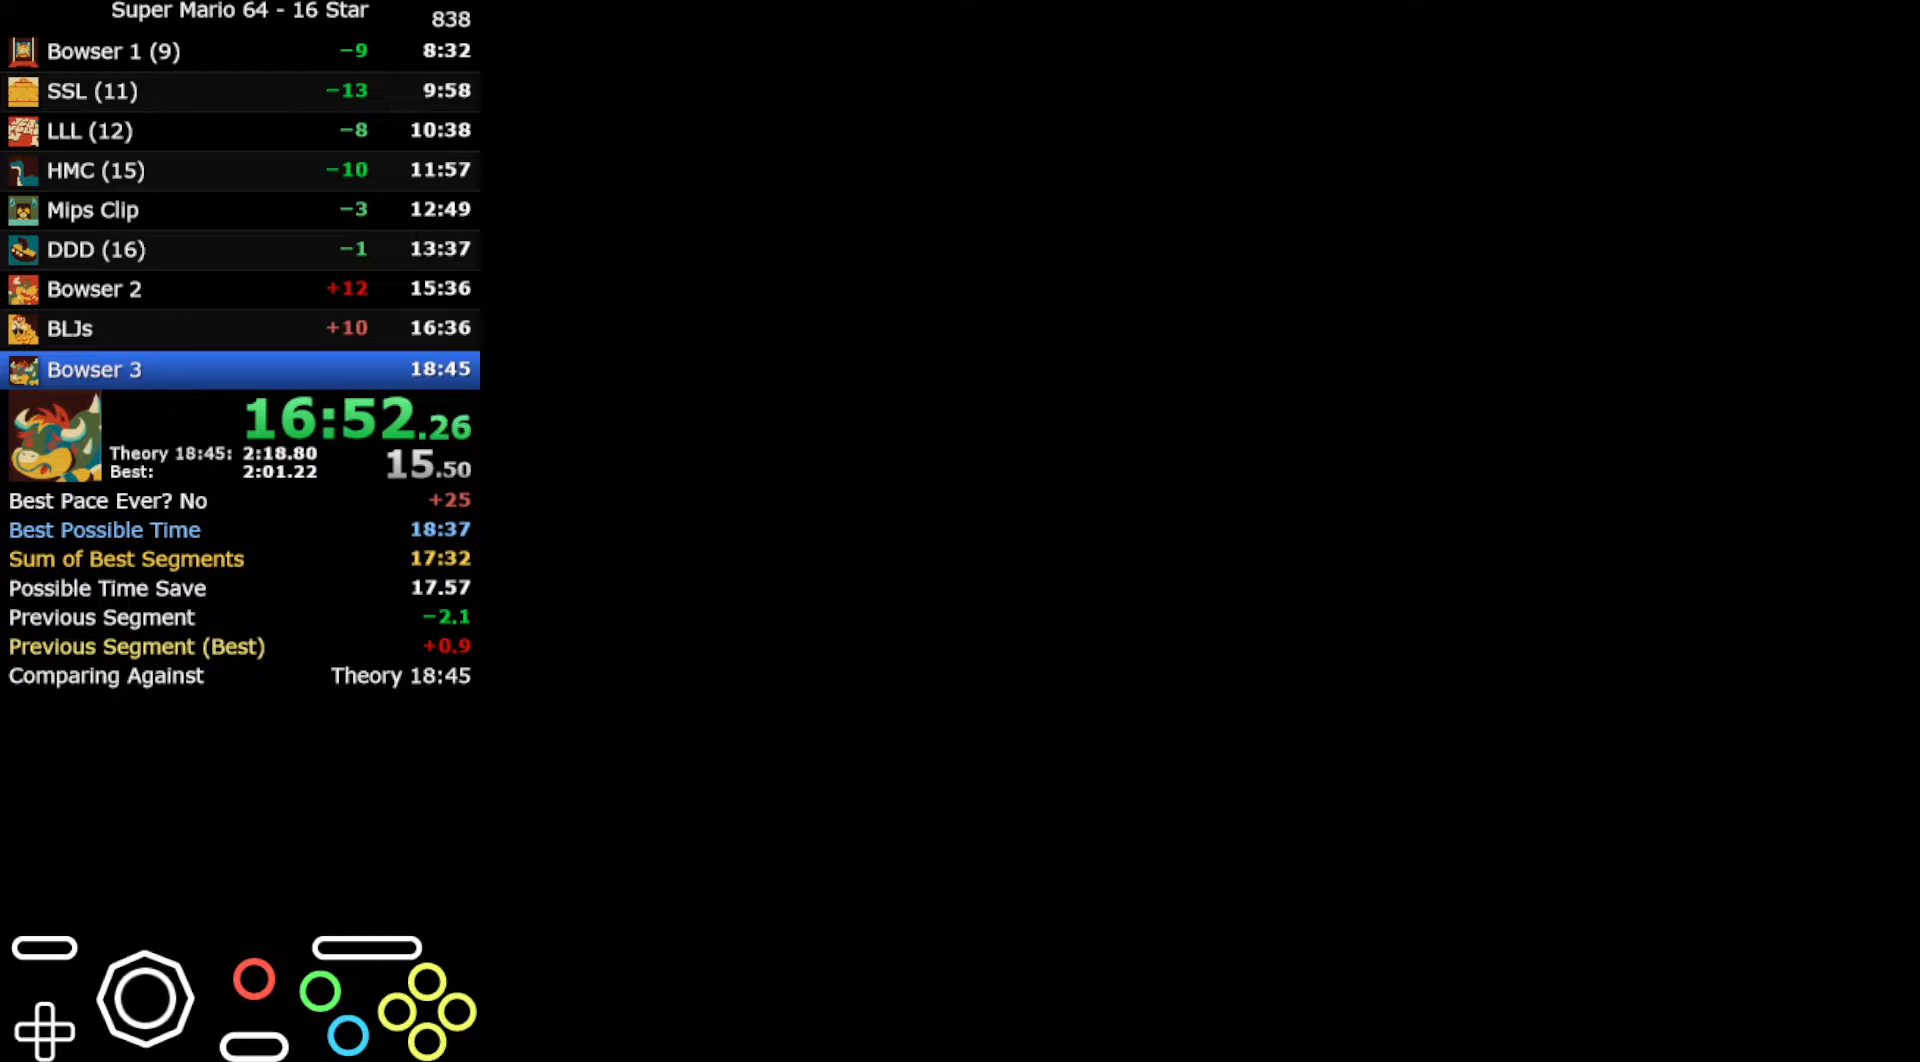 Super Mario 64 - 16 Star
838
Bowser 1 (9) −9 8:32
SSL (11) −13 9:58
LLL (12) −8 10:38
HMC (15) −10 11:57
Mips Clip −3 12:49
DDD (16) −1 13:37
Bowser 2 +12 15:36
BLJs +10 16:36
Bowser 3 18:45
16:52.26
Theory 18:45: 2:18.80
Best: 2:01.22
15.50
Best Pace Ever? No +25
Best Possible Time 18:37
Sum of Best Segments 17:32
Possible Time Save 17.57
Previous Segment −2.1
Previous Segment (Best) +0.9
Comparing Against Theory 18:45